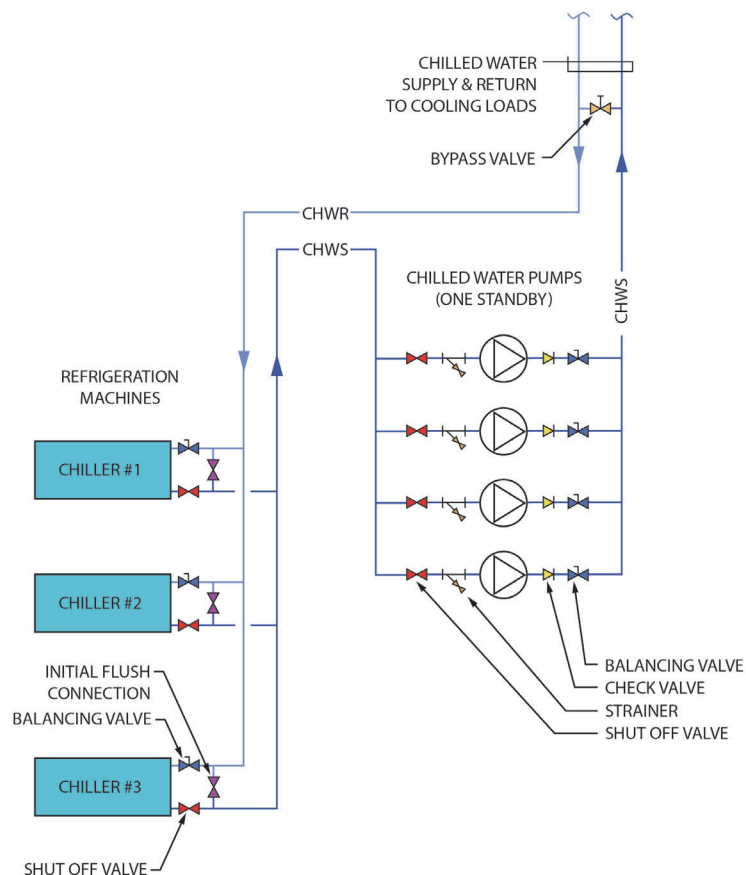 CHILLED WATER
SUPPLY & RETURN
TO COOLING LOADS
BYPASS VALVE
CHWR
CHWS
CHILLED WATER PUMPS
(ONE STANDBY)
CHWS
REFRIGERATION
MACHINES
CHILLER #1
CHILLER #2
INITIAL FLUSH
CONNECTION
BALANCING VALVE
CHILLER #3
SHUT OFF VALVE
BALANCING VALVE
CHECK VALVE
STRAINER
SHUT OFF VALVE